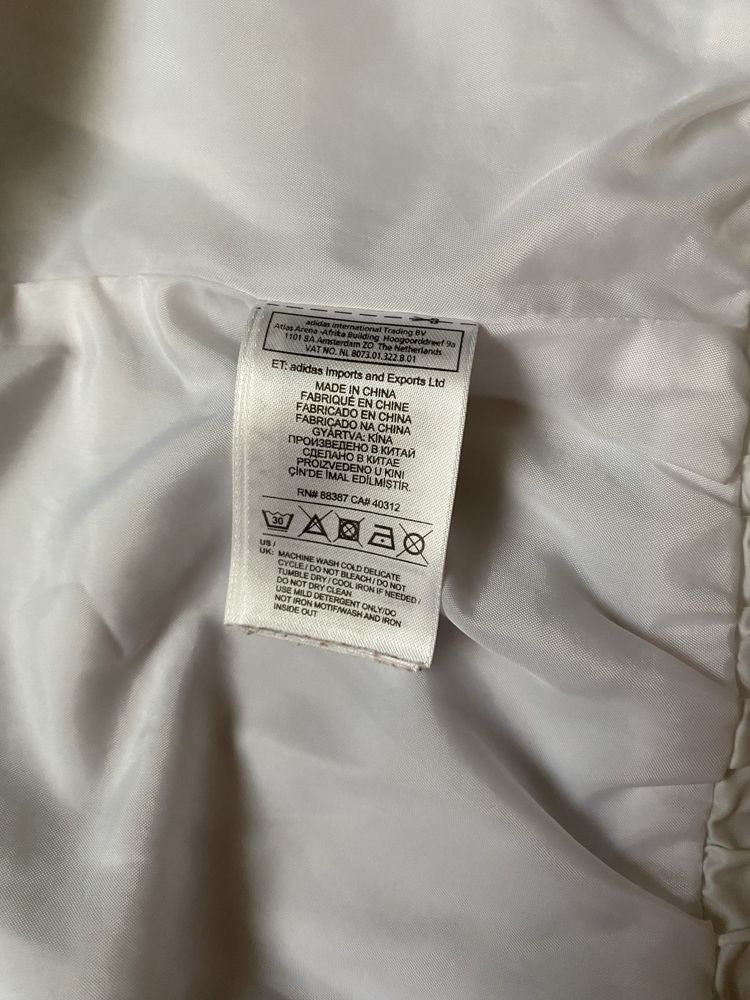 adidas International Trading BV
Atlas Arena -Afrika Building Hoogoorddreef 9a
1101 BA Amsterdam ZO The Netherlands
VAT NO. NL 8073.01.322.B.01
ET: adidas Imports and Exports Ltd
MADE IN CHINA
FABRIQUÉ EN CHINE
FABRICADO EN CHINA
FABRICADO NA CHINA
GYÁRTVA: KÍNA
ПРОИЗВЕДЕНО В КИТАЙ
СДЕЛАНО В КИТАЕ
PROIZVEDENO U KINI
ÇİN'DE İMAL EDİLMİŞTİR.
RN# 88387 CA# 40312
30
US /
UK: MACHINE WASH COLD DELICATE
CYCLE / DO NOT BLEACH / DO NOT
TUMBLE DRY / COOL IRON IF NEEDED /
DO NOT DRY CLEAN
USE MILD DETERGENT ONLY/DO
NOT IRON MOTIF/WASH AND IRON
INSIDE OUT